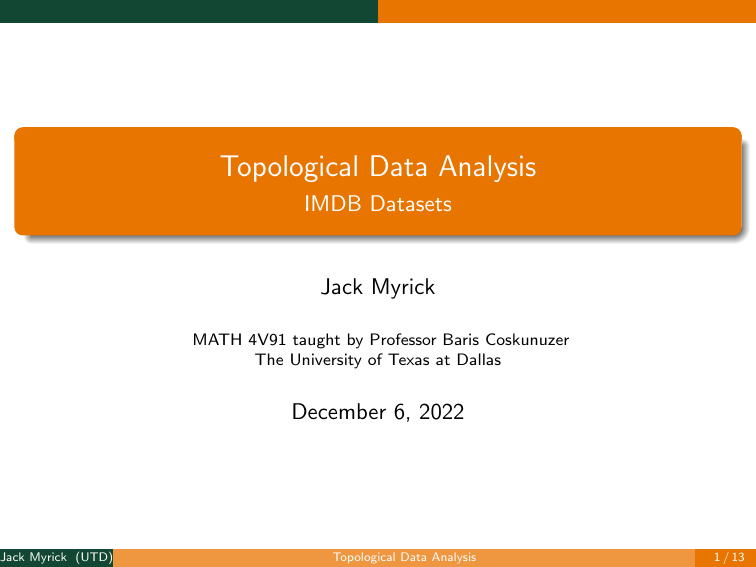 Topological Data Analysis
IMDB Datasets
Jack Myrick
MATH 4V91 taught by Professor Baris Coskunuzer
The University of Texas at Dallas
December 6, 2022
Jack Myrick (UTD)
Topological Data Analysis
1 / 13